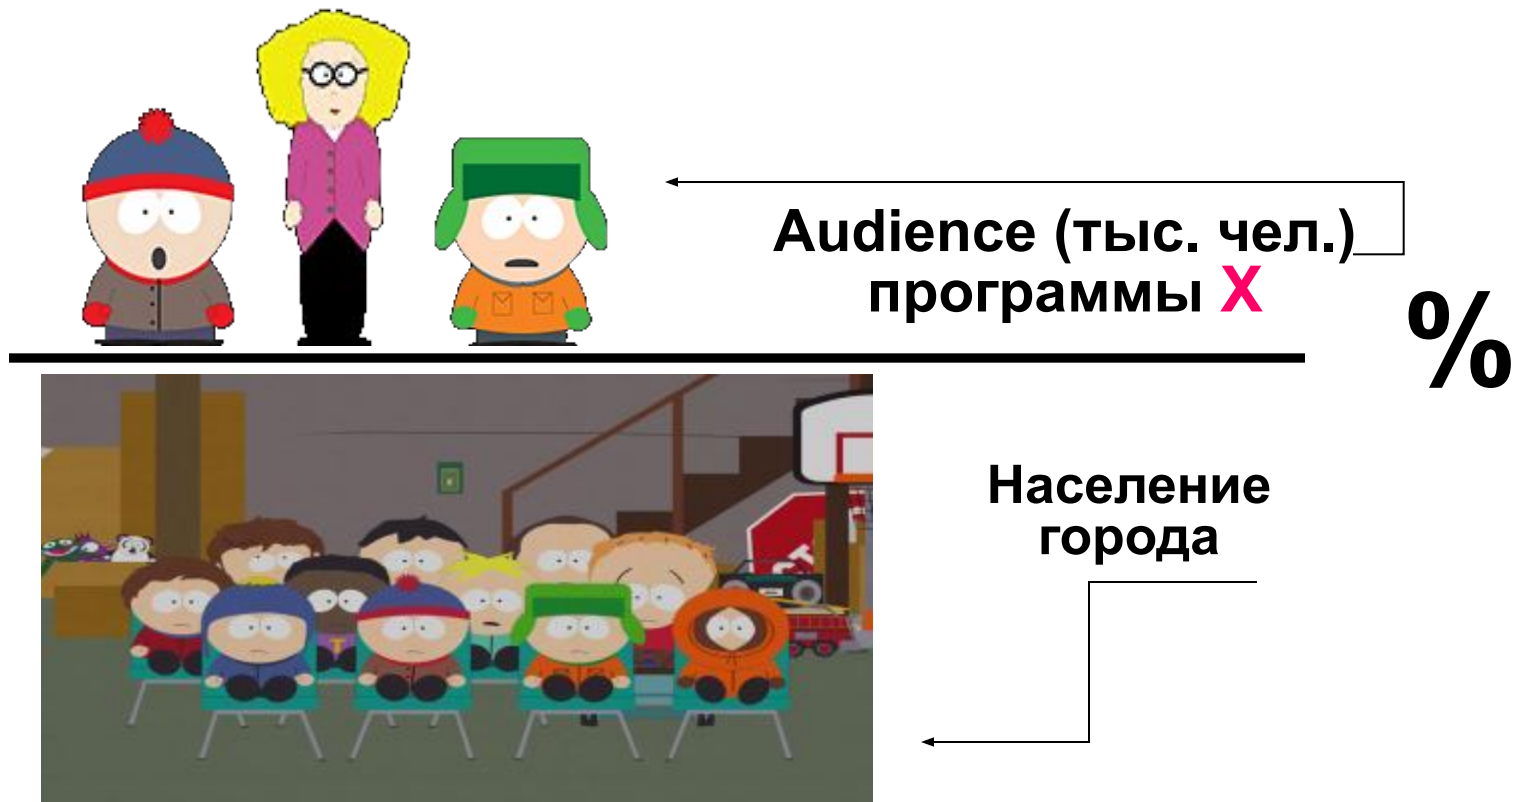 Audience (тыс. чел.)
программы X
%
Население
города